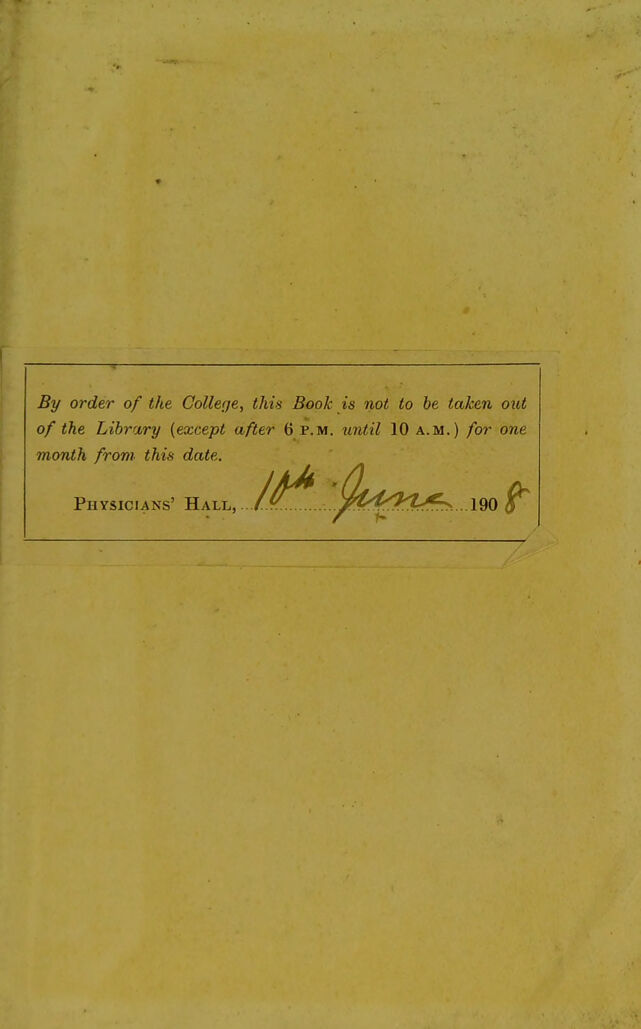 By order of the College, this Book is not to be taken out
of the Library (except after 6 P.M. until 10 A.M.) for one
month from this date.
Physicians' Hall, 10th June 1908